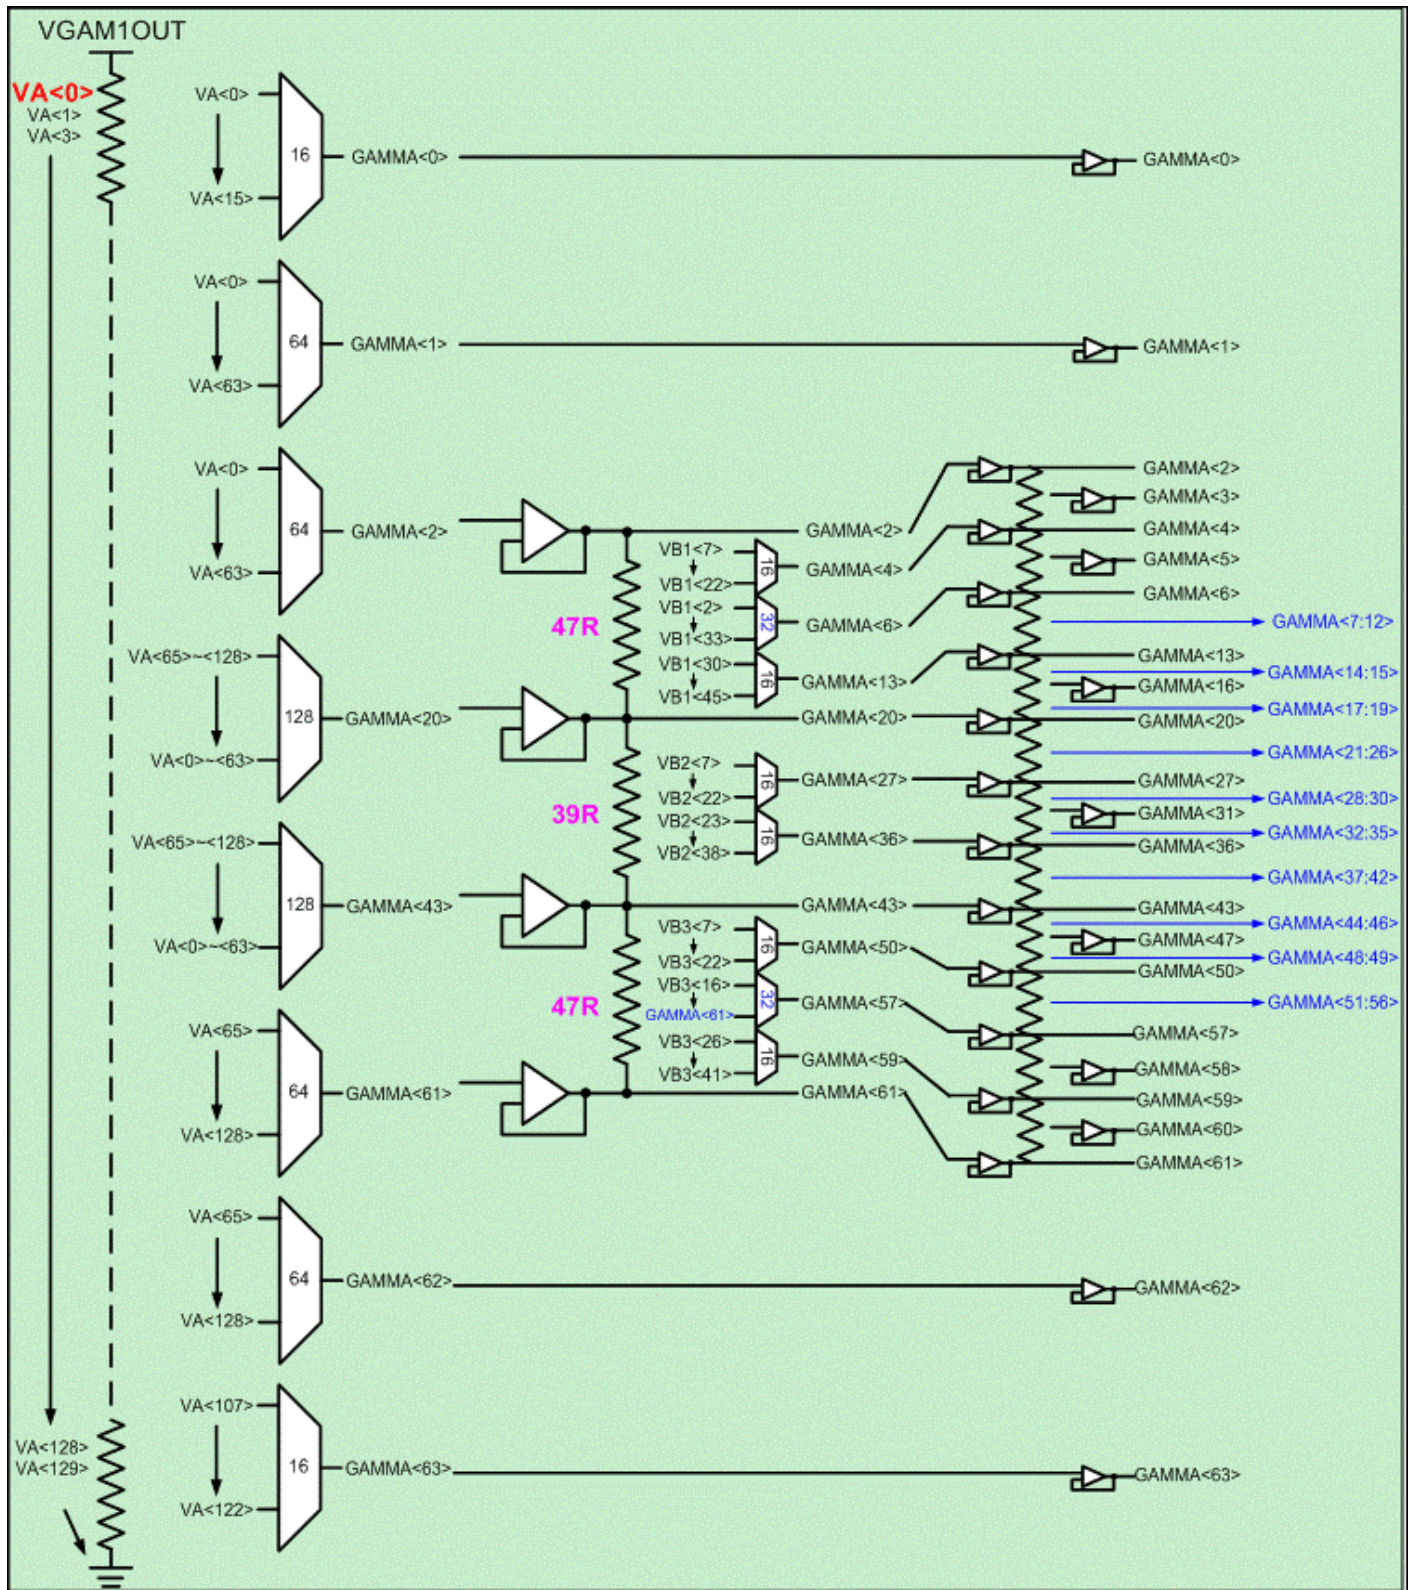 VGAM1OUT
VA<0>
VA<1>
VA<3>
VA<128>
VA<129>
VA<0>
VA<15>
16
GAMMA<0>
GAMMA<0>
VA<0>
VA<63>
64
GAMMA<1>
GAMMA<1>
VA<0>
VA<63>
64
GAMMA<2>
VA<65>~<128>
VA<0>~<63>
128
GAMMA<20>
VA<65>~<128>
VA<0>~<63>
128
GAMMA<43>
VA<65>
VA<128>
64
GAMMA<61>
47R
39R
47R
GAMMA<2>
VB1<7>
VB1<22>
16
GAMMA<4>
VB1<2>
VB1<33>
32
GAMMA<6>
VB1<30>
VB1<45>
16
GAMMA<13>
GAMMA<20>
VB2<7>
VB2<22>
16
GAMMA<27>
VB2<23>
VB2<38>
16
GAMMA<36>
GAMMA<43>
VB3<7>
VB3<22>
16
GAMMA<50>
VB3<16>
GAMMA<61>
32
GAMMA<57>
VB3<26>
VB3<41>
16
GAMMA<59>
GAMMA<61>
GAMMA<2>
GAMMA<3>
GAMMA<4>
GAMMA<5>
GAMMA<6>
GAMMA<7:12>
GAMMA<13>
GAMMA<14:15>
GAMMA<16>
GAMMA<17:19>
GAMMA<20>
GAMMA<21:26>
GAMMA<27>
GAMMA<28:30>
GAMMA<31>
GAMMA<32:35>
GAMMA<36>
GAMMA<37:42>
GAMMA<43>
GAMMA<44:46>
GAMMA<47>
GAMMA<48:49>
GAMMA<50>
GAMMA<51:56>
GAMMA<57>
GAMMA<58>
GAMMA<59>
GAMMA<60>
GAMMA<61>
VA<65>
VA<128>
64
GAMMA<62>
GAMMA<62>
VA<107>
VA<122>
16
GAMMA<63>
GAMMA<63>